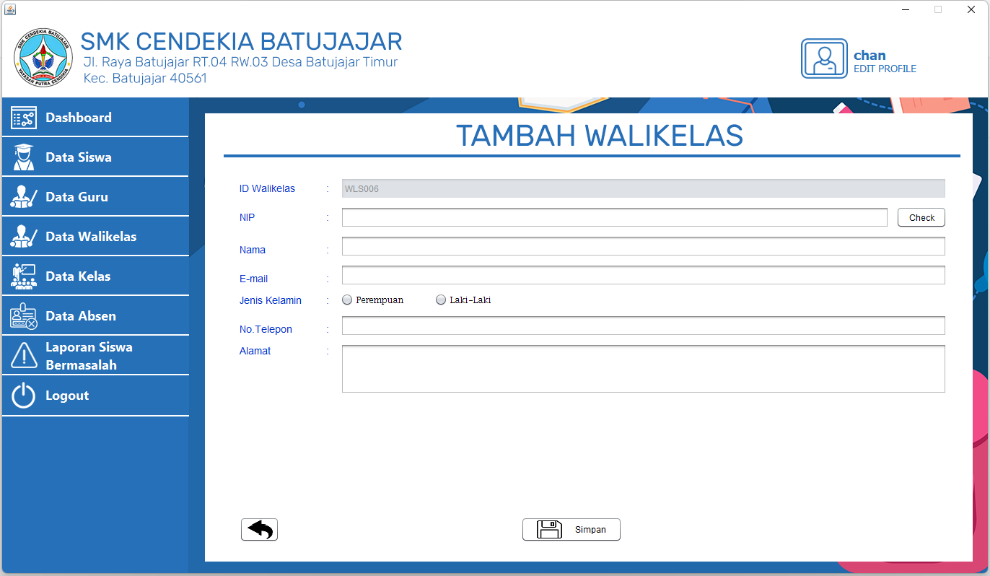 SMK CENDEKIA BATUJAJAR
Jl. Raya Batujajar RT.04 RW.03 Desa Batujajar Timur
Kec. Batujajar 40561
chan
EDIT PROFILE
Dashboard
Data Siswa
Data Guru
Data Walikelas
Data Kelas
Data Absen
Laporan Siswa
Bermasalah
Logout
TAMBAH WALIKELAS
ID Walikelas : WLS006
NIP : Check
Nama :
E-mail :
Jenis Kelamin : Perempuan Laki-Laki
No.Telepon :
Alamat :
Simpan